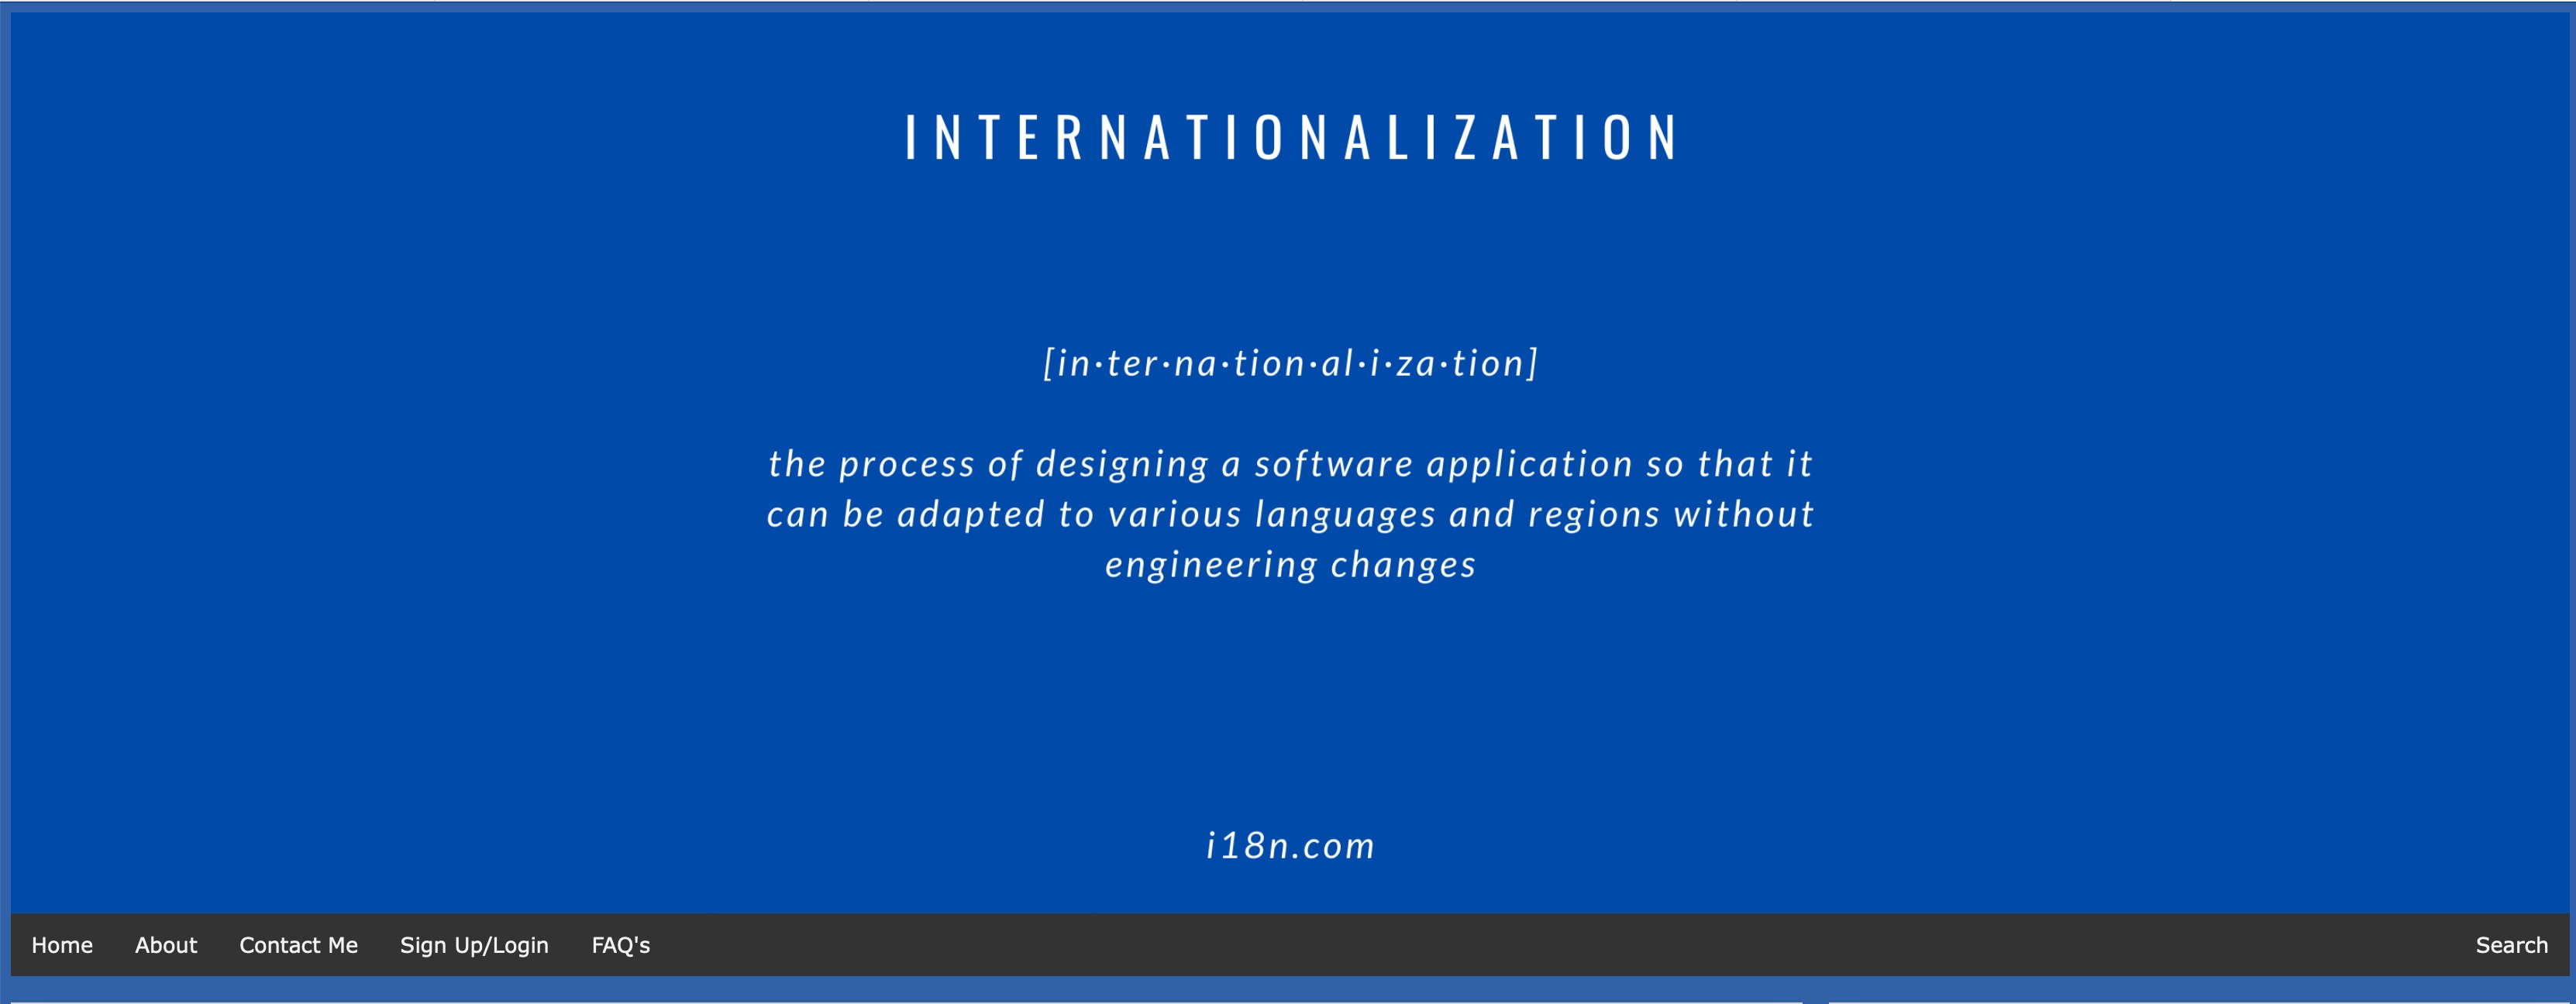 INTERNATIONALIZATION
[in·ter·na·tion·al·i·za·tion]
the process of designing a software application so that it
can be adapted to various languages and regions without
engineering changes
i18n.com
Home About Contact Me Sign Up/Login FAQ's Search